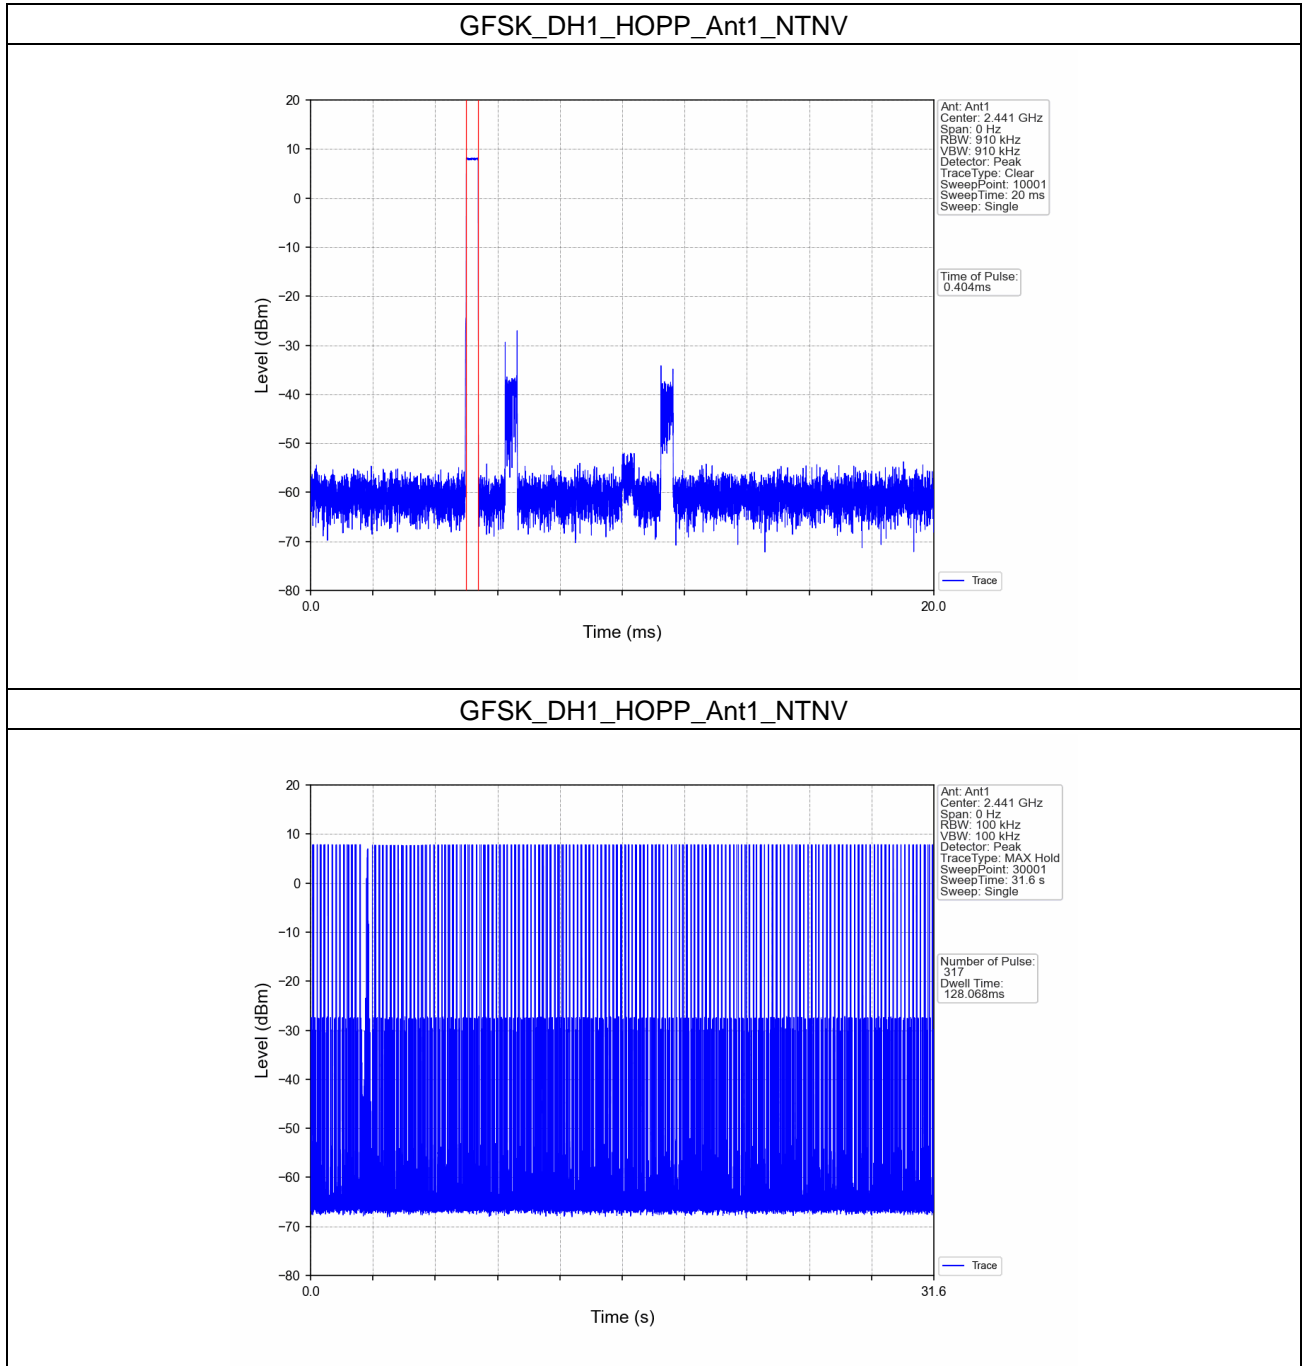 GFSK_DH1_HOPP_Ant1_NTNV
20
10
0
−10
−20
−30
−40
−50
−60
−70
−80
Level (dBm)
0.0
20.0
Time (ms)
Ant: Ant1
Center: 2.441 GHz
Span: 0 Hz
RBW: 910 kHz
VBW: 910 kHz
Detector: Peak
TraceType: Clear
SweepPoint: 10001
SweepTime: 20 ms
Sweep: Single
Time of Pulse:
0.404ms
Trace
GFSK_DH1_HOPP_Ant1_NTNV
20
10
0
−10
−20
−30
−40
−50
−60
−70
−80
Level (dBm)
0.0
31.6
Time (s)
Ant: Ant1
Center: 2.441 GHz
Span: 0 Hz
RBW: 100 kHz
VBW: 100 kHz
Detector: Peak
TraceType: MAX Hold
SweepPoint: 30001
SweepTime: 31.6 s
Sweep: Single
Number of Pulse:
317
Dwell Time:
128.068ms
Trace